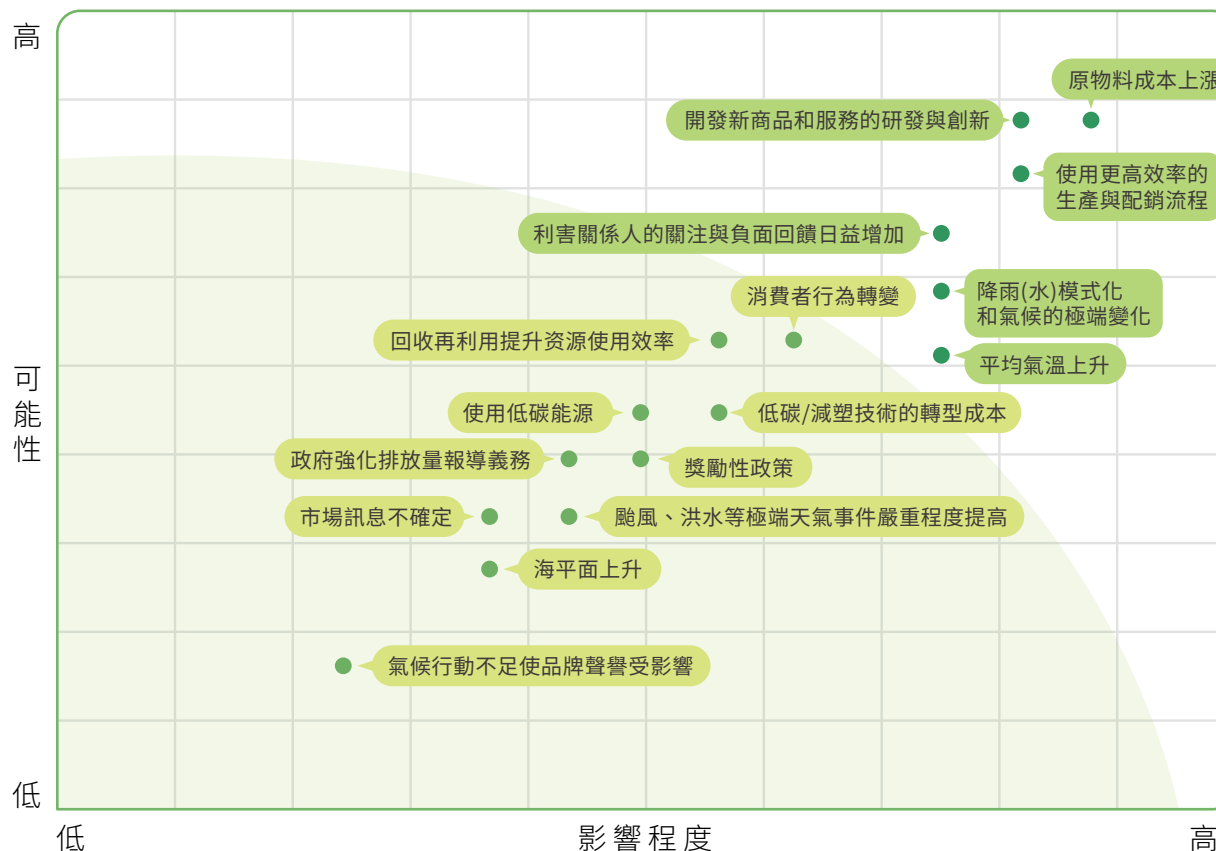 高
原物料成本上漲
開發新商品和服務的研發與創新
使用更高效率的
生產與配銷流程
利害關係人的關注與負面回饋日益增加
降雨(水)模式化
和氣候的極端變化
消費者行為轉變
回收再利用提升资源使用效率
平均氣溫上升
可能性
使用低碳能源
低碳/減塑技術的轉型成本
政府強化排放量報導義務
獎勵性政策
市場訊息不確定
颱風、洪水等極端天氣事件嚴重程度提高
海平面上升
氣候行動不足使品牌聲譽受影響
低
低
影響程度
高